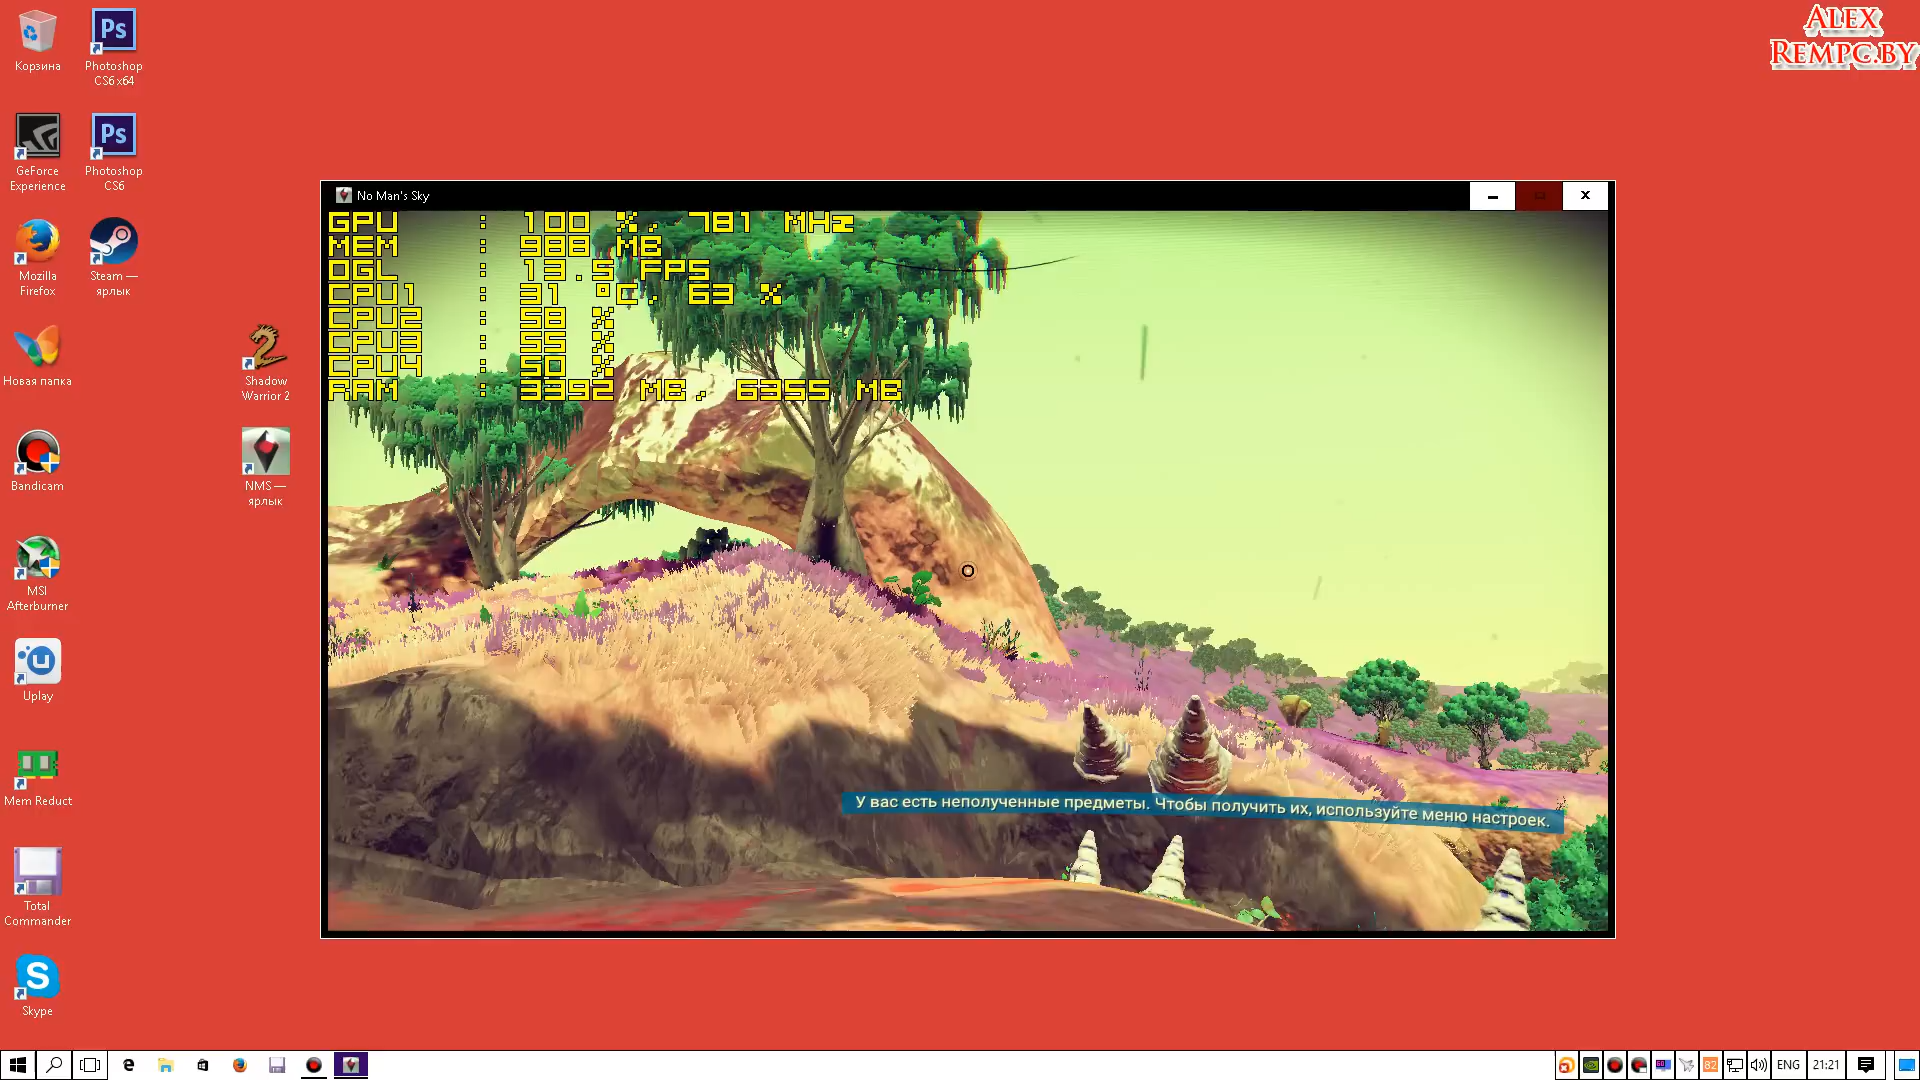 Корзина
Ps
Photoshop
CS6 x64
GeForce
Experience
Ps
Photoshop
CS6
Mozilla
Firefox
Steam —
ярлык
Новая папка
Shadow
Warrior 2
Bandicam
NMS —
ярлык
MSI
Afterburner
Uplay
Mem Reduct
Total
Commander
Skype
Alex
Rempc.by
No Man's Sky
GPU : 100 %, 781 MHz
MEM : 988 MB
OGL : 13.5 FPS
CPU1 : 31 °C, 63 %
CPU2 : 58 %
CPU3 : 55 %
CPU4 : 50 %
RAM : 3392 MB, 6355 MB
У вас есть неполученные предметы. Чтобы получить их, используйте меню настроек.
ENG
21:21